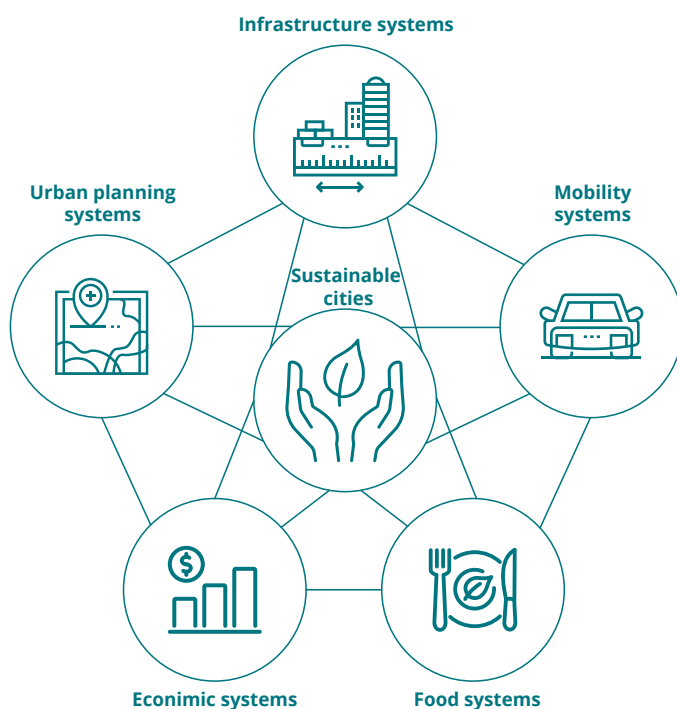 Infrastructure systems
Urban planning
systems
Mobility
systems
Sustainable
cities
$
Econimic systems
Food systems